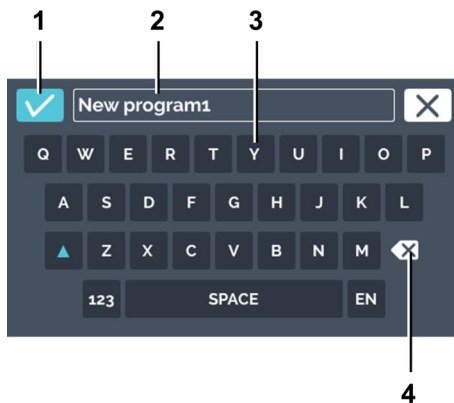 1 2 3
New program1
Q W E R T Y U I O P
A S D F G H J K L
Z X C V B N M
123 SPACE EN
4